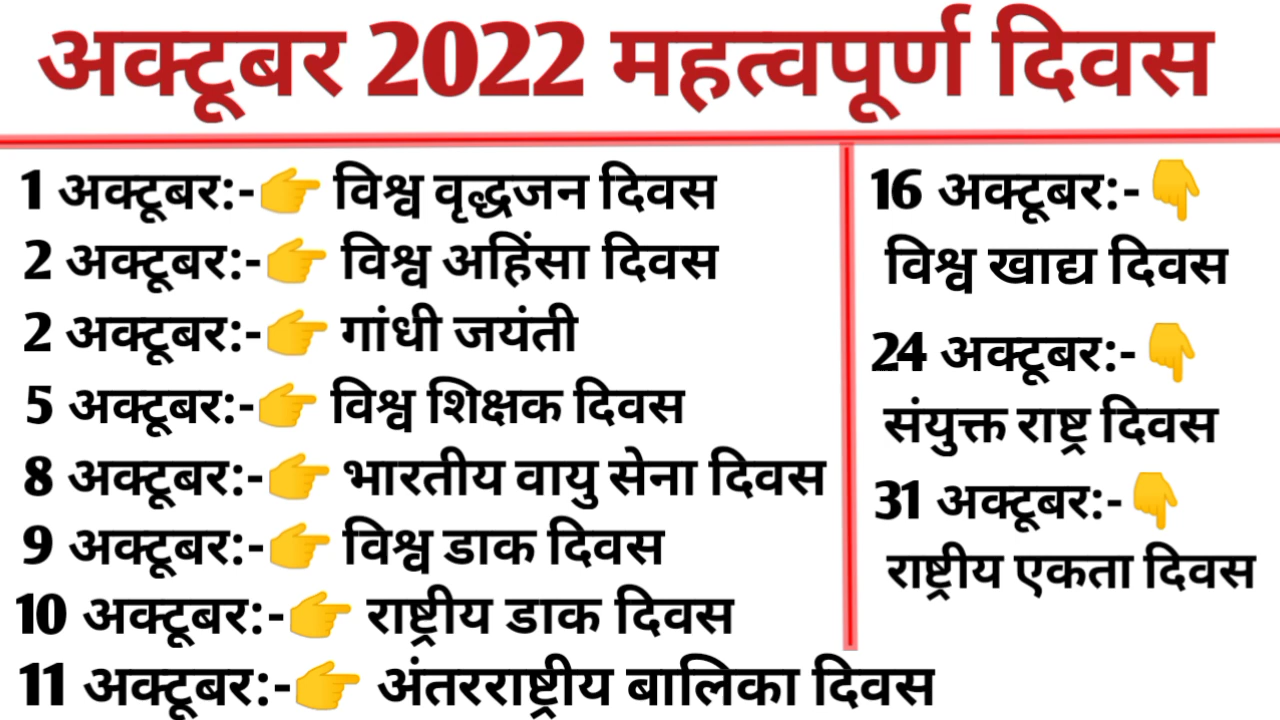 अक्टूबर 2022 महत्वपूर्ण दिवस
1 अक्टूबर:-👉 विश्व वृद्धजन दिवस
2 अक्टूबर:-👉 विश्व अहिंसा दिवस
2 अक्टूबर:-👉 गांधी जयंती
5 अक्टूबर:-👉 विश्व शिक्षक दिवस
8 अक्टूबर:-👉 भारतीय वायु सेना दिवस
9 अक्टूबर:-👉 विश्व डाक दिवस
10 अक्टूबर:-👉 राष्ट्रीय डाक दिवस
11 अक्टूबर:-👉 अंतरराष्ट्रीय बालिका दिवस
16 अक्टूबर:-👇
विश्व खाद्य दिवस
24 अक्टूबर:-👇
संयुक्त राष्ट्र दिवस
31 अक्टूबर:-👇
राष्ट्रीय एकता दिवस